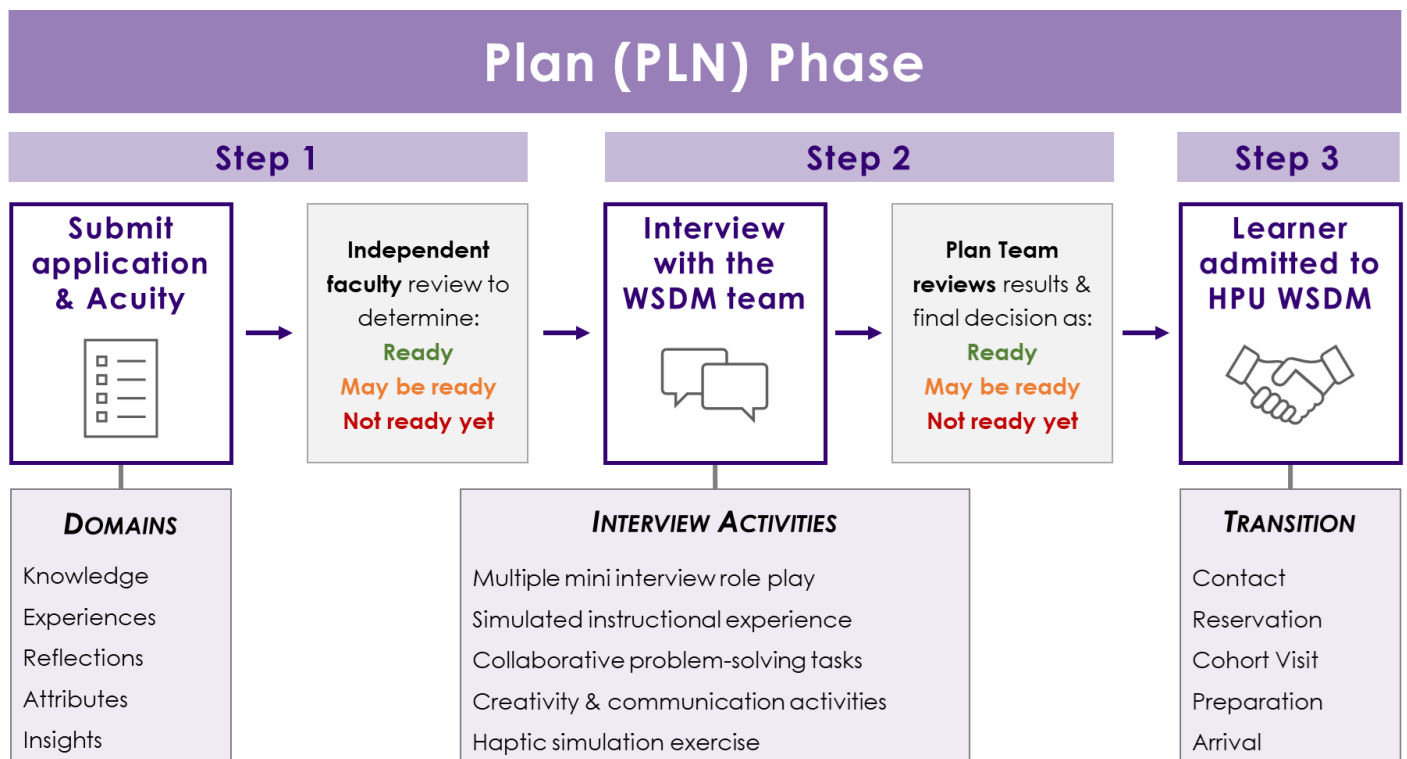 Plan (PLN) Phase
Step 1
Submit
application
& Acuity
Independent
faculty review to
determine:
Ready
May be ready
Not ready yet
DOMAINS
Knowledge
Experiences
Reflections
Attributes
Insights
Step 2
Interview
with the
WSDM team
Plan Team
reviews results &
final decision as:
Ready
May be ready
Not ready yet
INTERVIEW ACTIVITIES
Multiple mini interview role play
Simulated instructional experience
Collaborative problem-solving tasks
Creativity & communication activities
Haptic simulation exercise
Step 3
Learner
admitted to
HPU WSDM
TRANSITION
Contact
Reservation
Cohort Visit
Preparation
Arrival